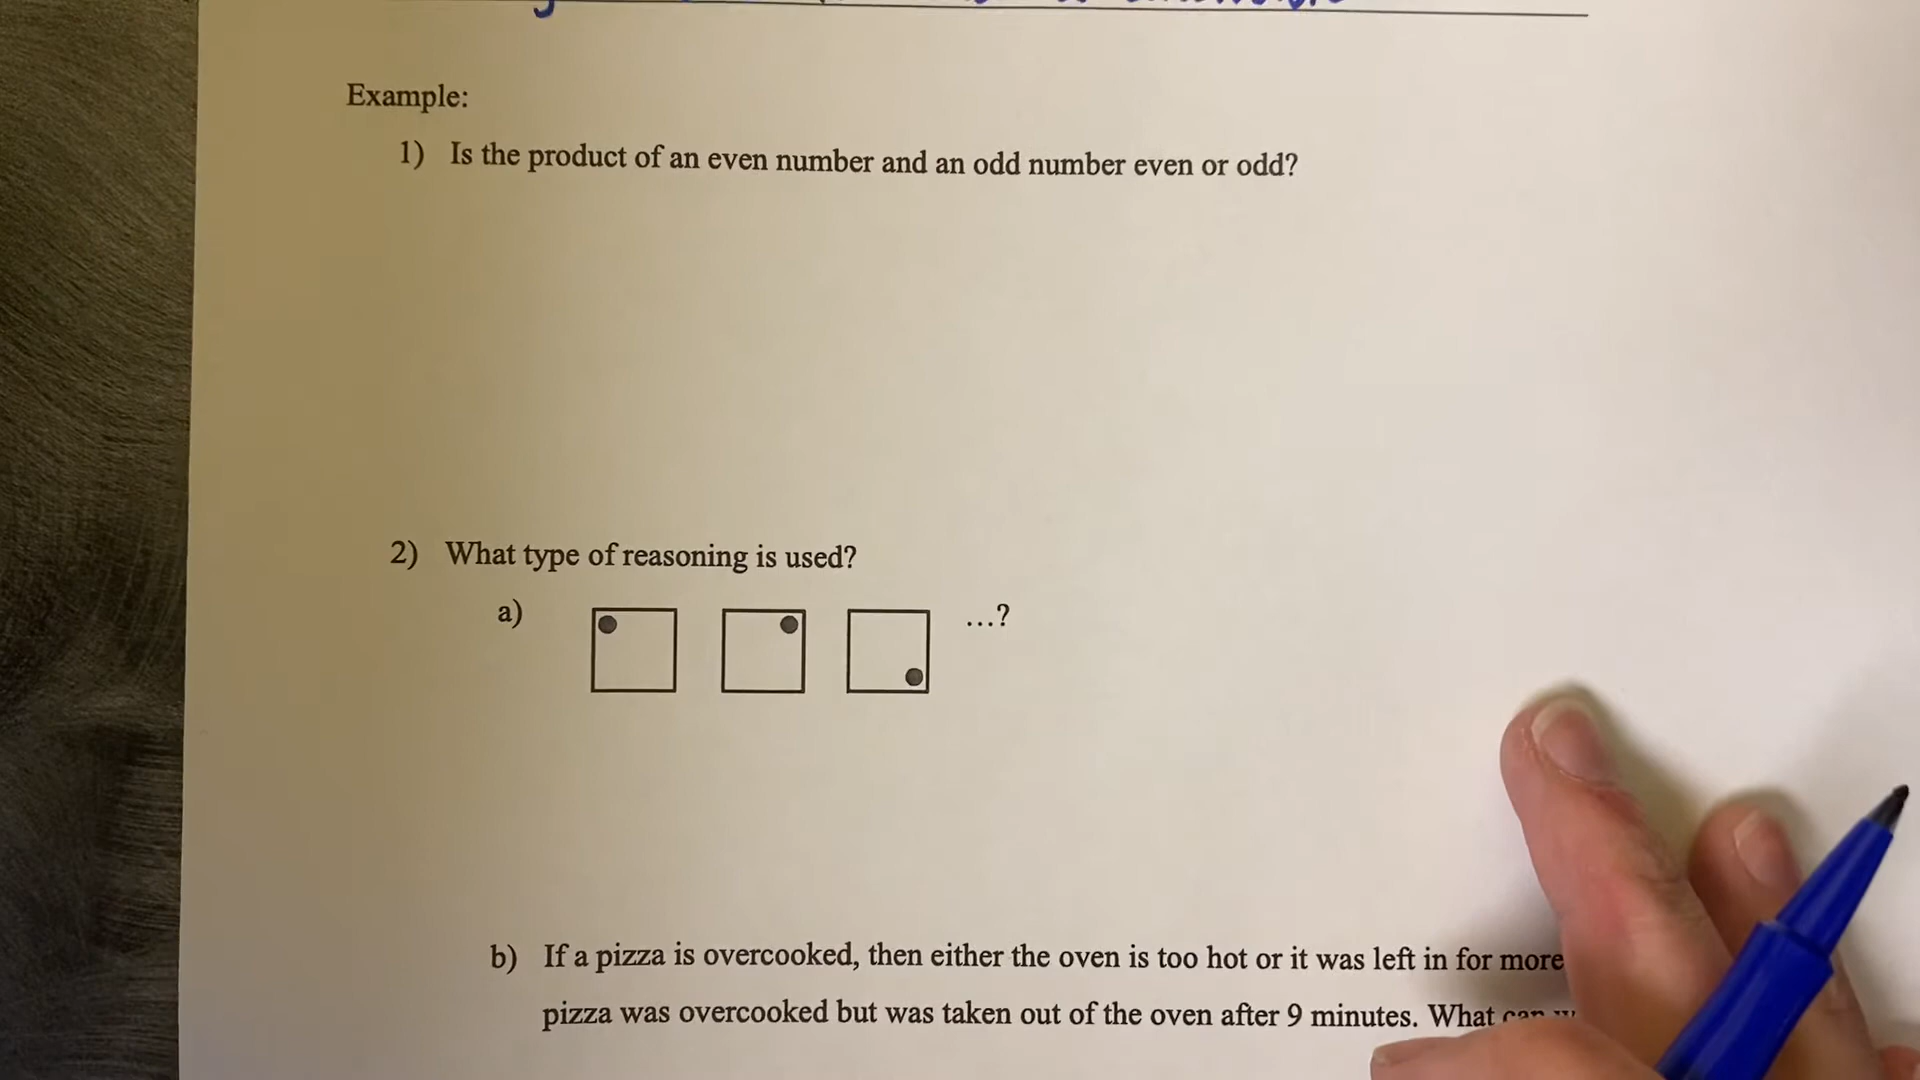 Example:
1) Is the product of an even number and an odd number even or odd?
2) What type of reasoning is used?
a) ...?
b) If a pizza is overcooked, then either the oven is too hot or it was left in for more
pizza was overcooked but was taken out of the oven after 9 minutes. What can